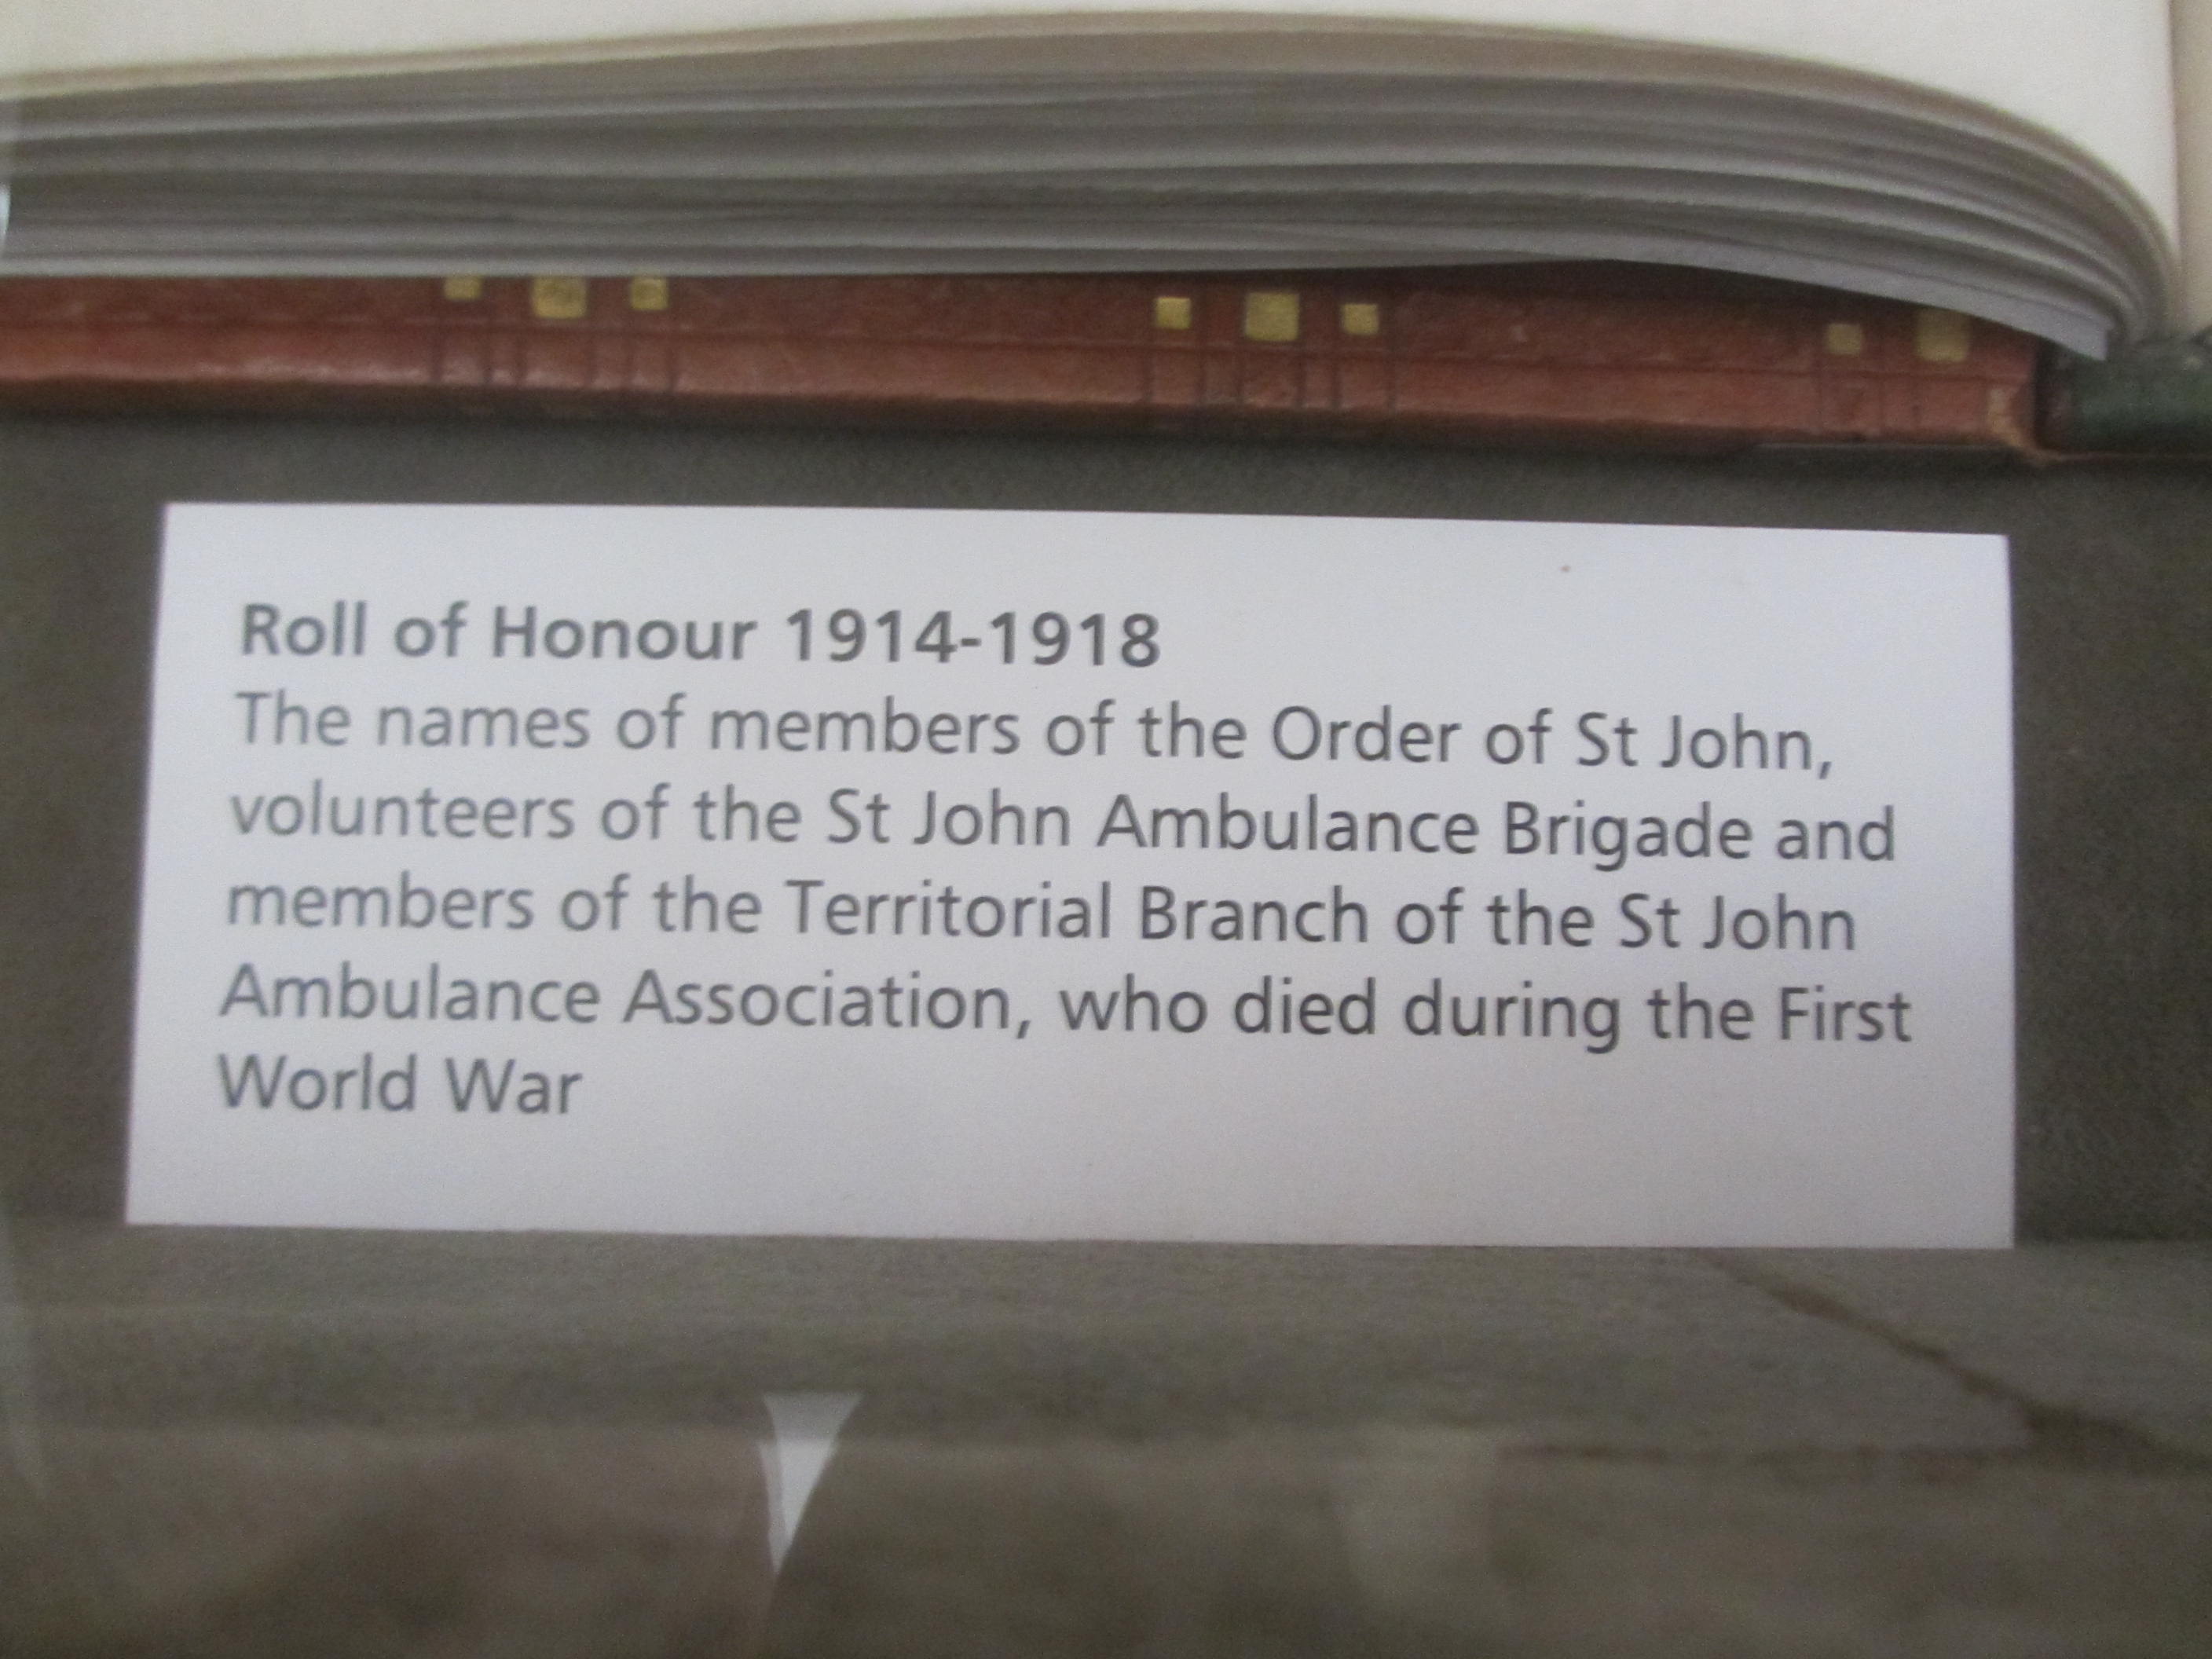 Roll of Honour 1914-1918
The names of members of the Order of St John,
volunteers of the St John Ambulance Brigade and
members of the Territorial Branch of the St John
Ambulance Association, who died during the First
World War